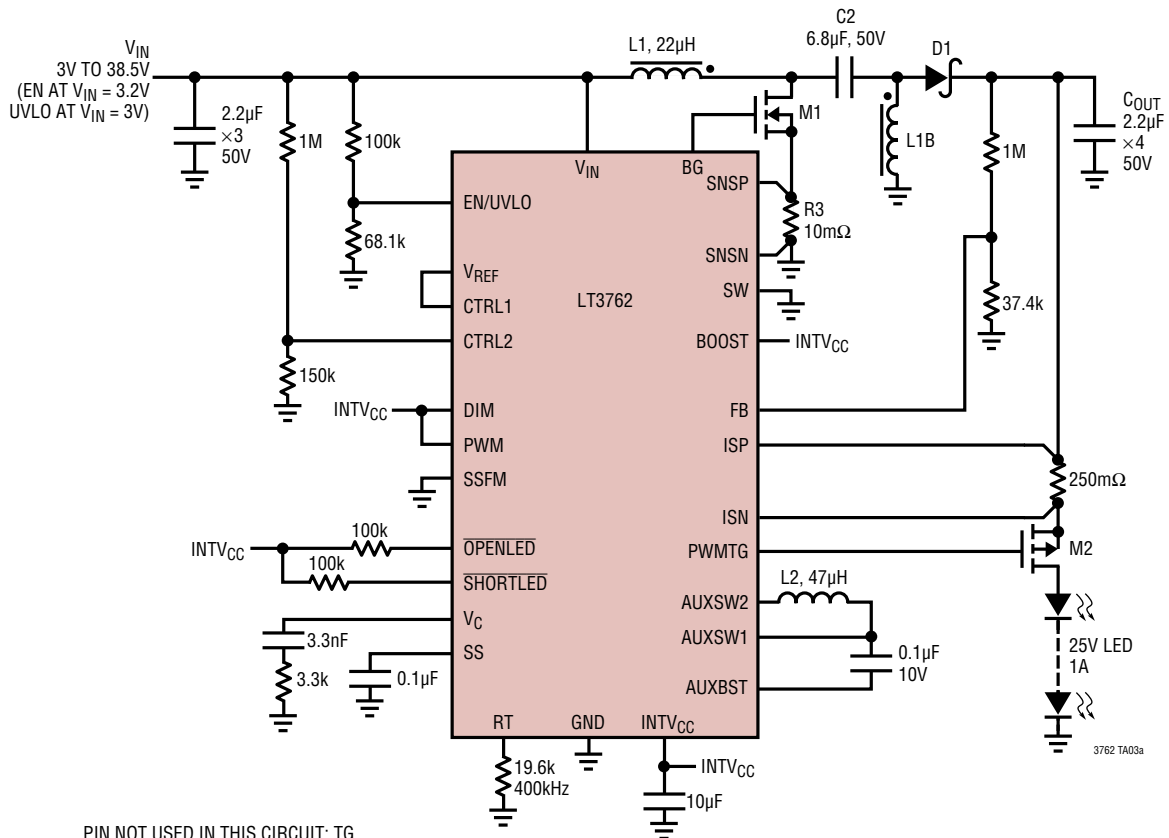 V_IN
3V TO 38.5V
(EN AT V_IN = 3.2V
UVLO AT V_IN = 3V)
2.2µF
×3
50V
1M
100k
L1, 22µH
C2
6.8µF, 50V
D1
M1
L1B
1M
C_OUT
2.2µF
×4
50V
68.1k
150k
V_IN
BG
SNSP
EN/UVLO
R3
10mΩ
SNSN
V_REF
CTRL1
LT3762
SW
37.4k
CTRL2
BOOST
INTV_CC
INTV_CC
DIM
FB
PWM
ISP
SSFM
250mΩ
ISN
INTV_CC
100k
OPENLED
PWMTG
M2
100k
SHORTLED
L2, 47µH
AUXSW2
V_C
3.3nF
AUXSW1
25V LED
1A
SS
0.1µF
10V
3.3k
0.1µF
AUXBST
RT
GND
INTV_CC
3762 TA03a
19.6k
400kHz
INTV_CC
10µF
PIN NOT USED IN THIS CIRCUIT: TG